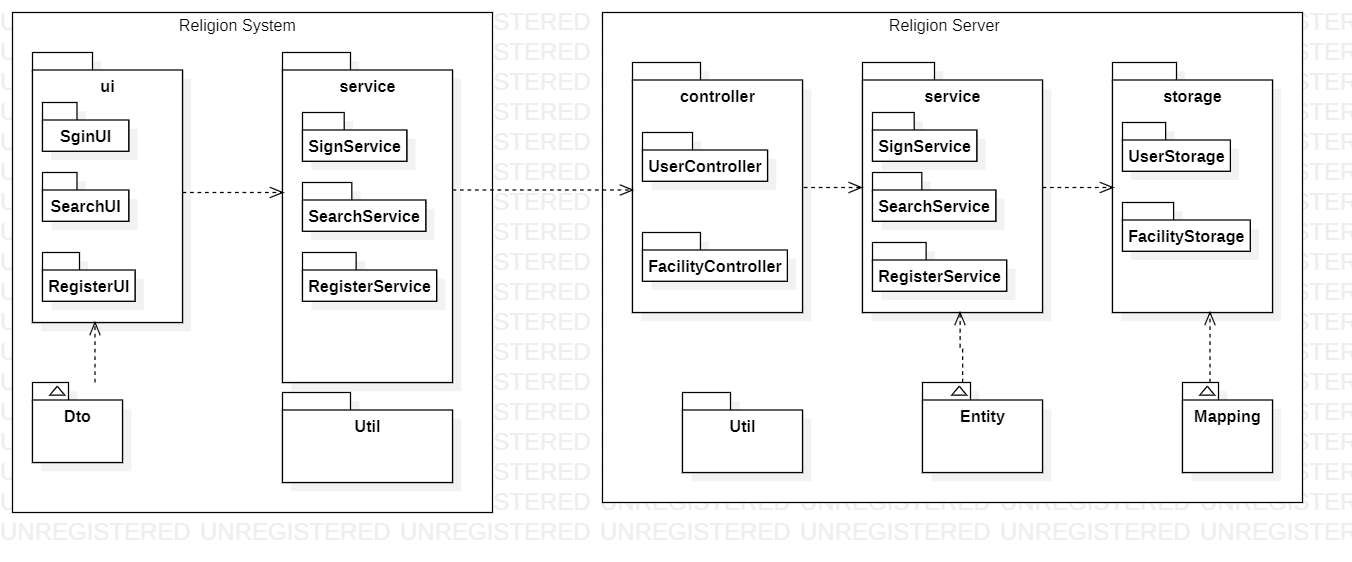 Religion System
ui
SginUI
SearchUI
RegisterUI
service
SignService
SearchService
RegisterService
Dto
Util
Religion Server
controller
UserController
FacilityController
service
SignService
SearchService
RegisterService
storage
UserStorage
FacilityStorage
Util
Entity
Mapping
UNREGISTERED UNREGISTERED UNREGISTERED UNREGISTERED UNREGISTERED UNREGISTERED